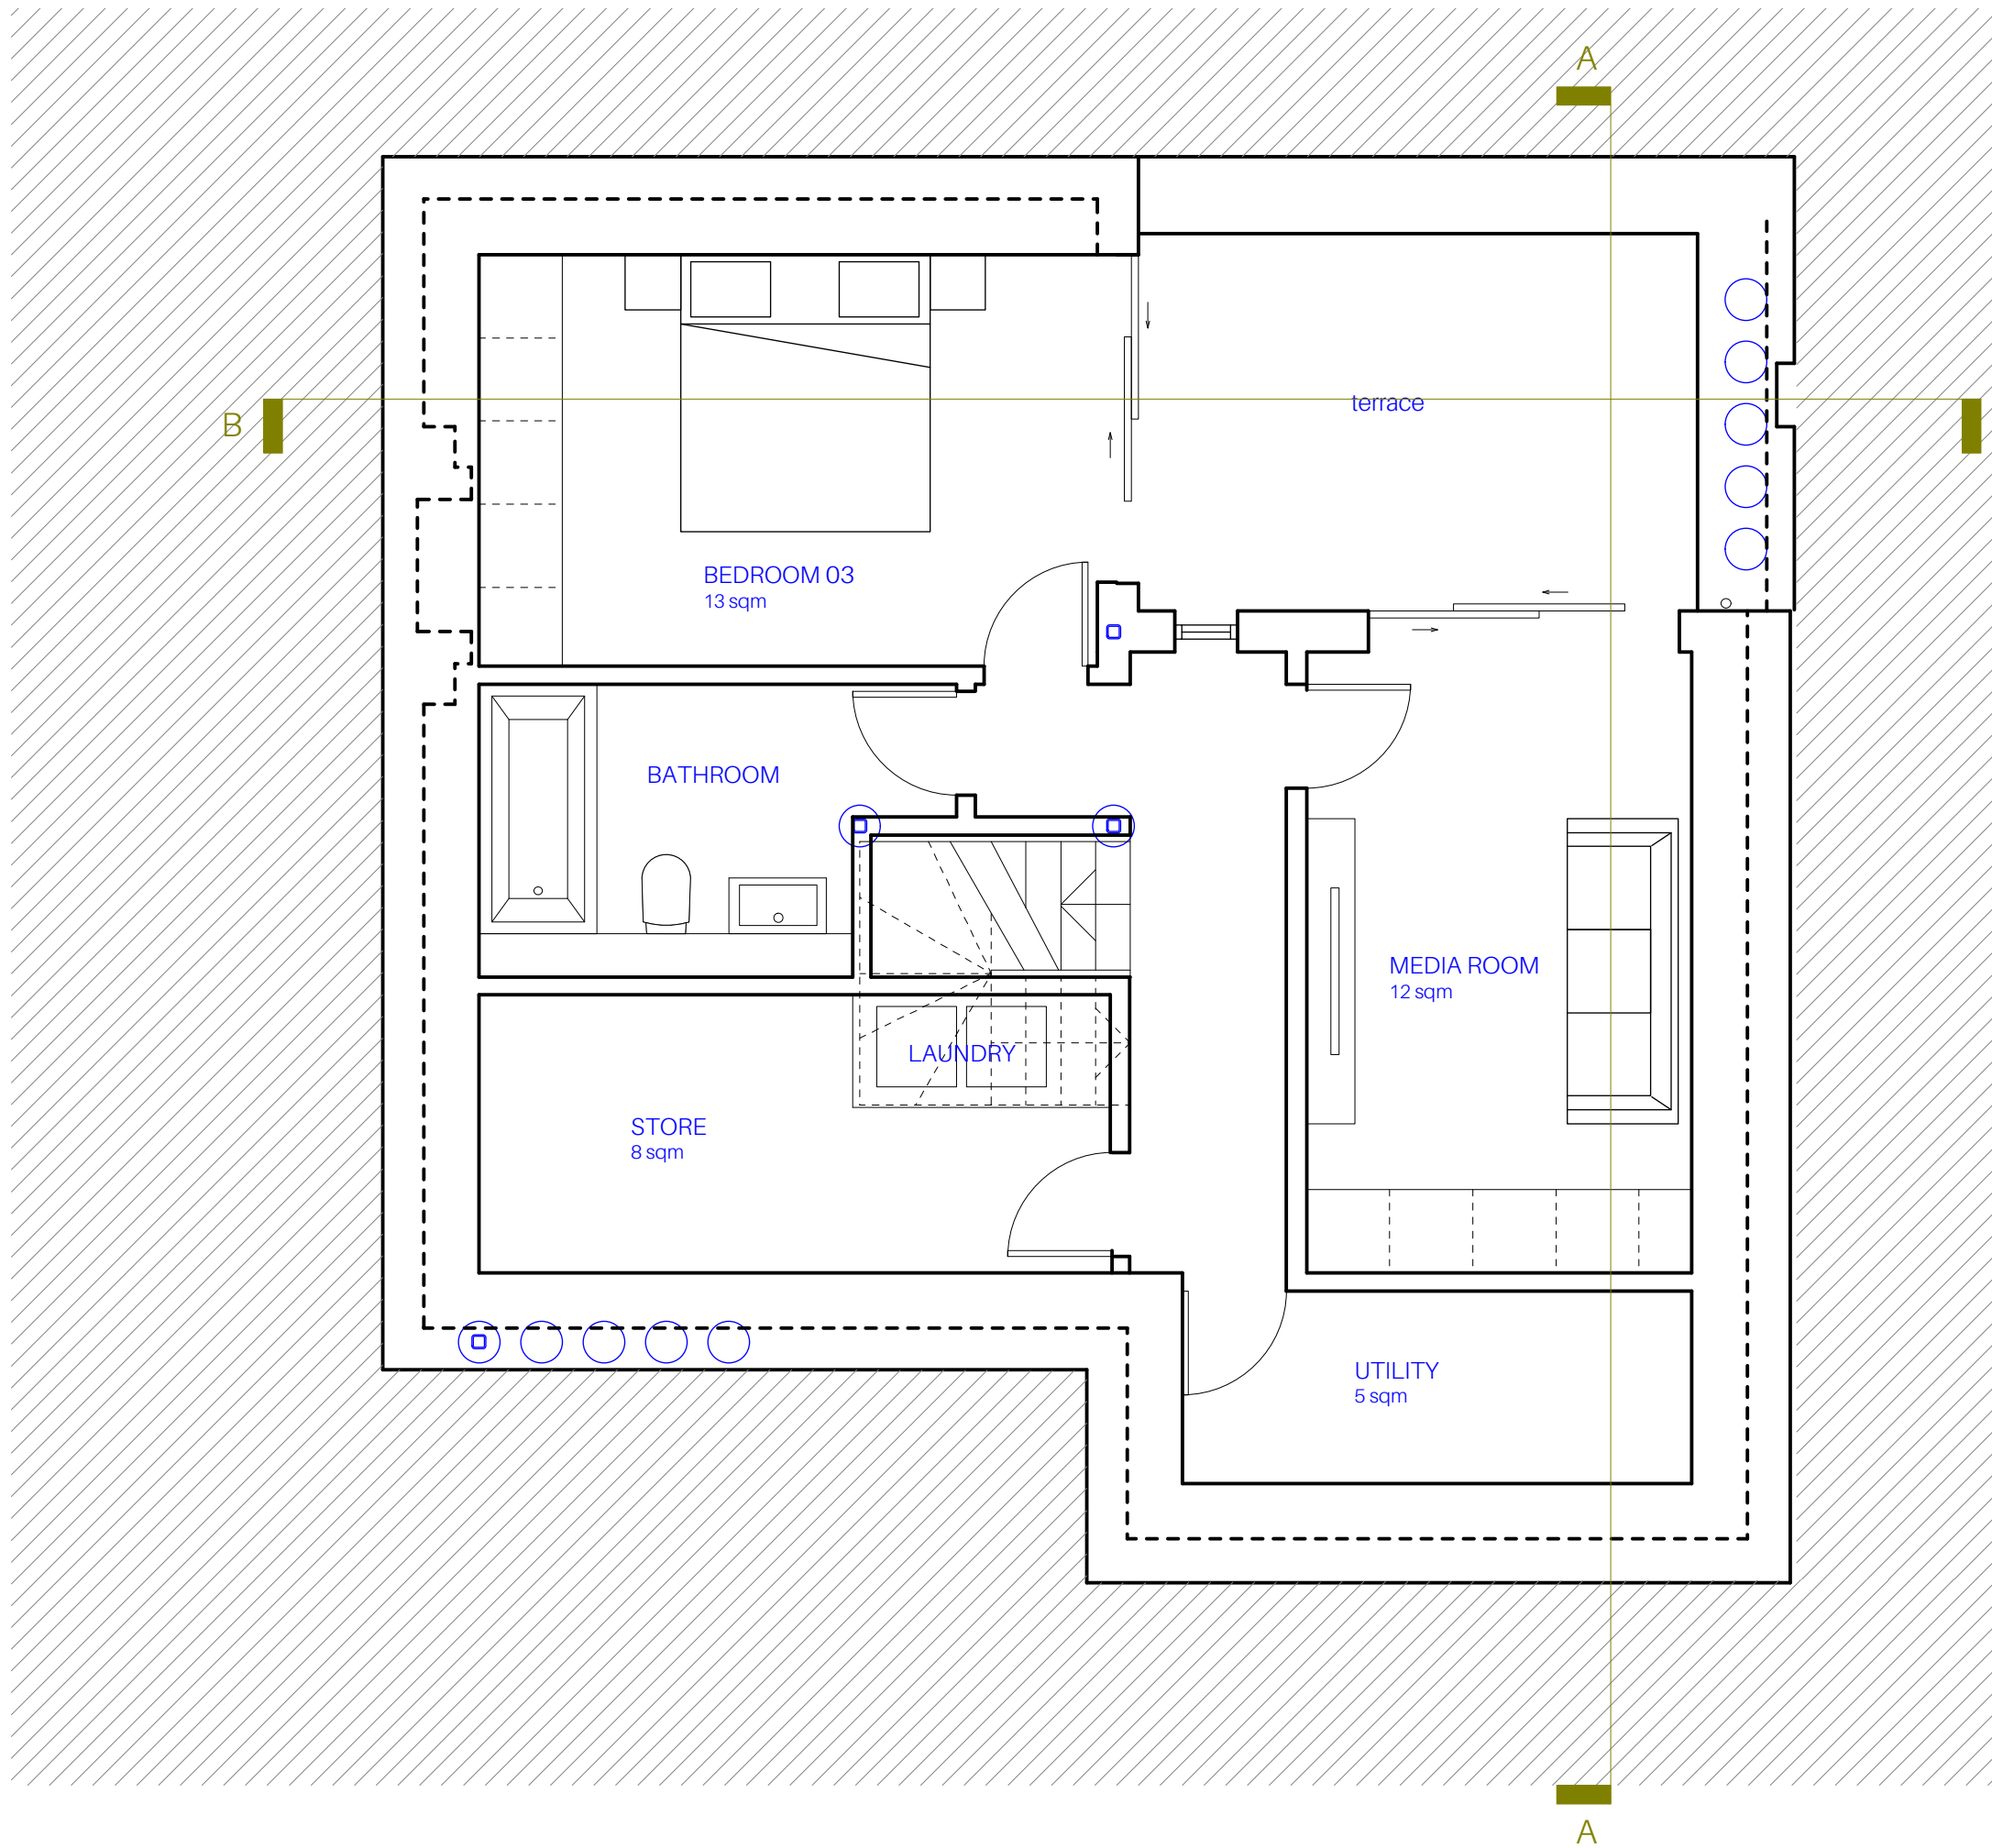 A
B
terrace
BEDROOM 03
13 sqm
BATHROOM
MEDIA ROOM
12 sqm
LAUNDRY
STORE
8 sqm
UTILITY
5 sqm
A